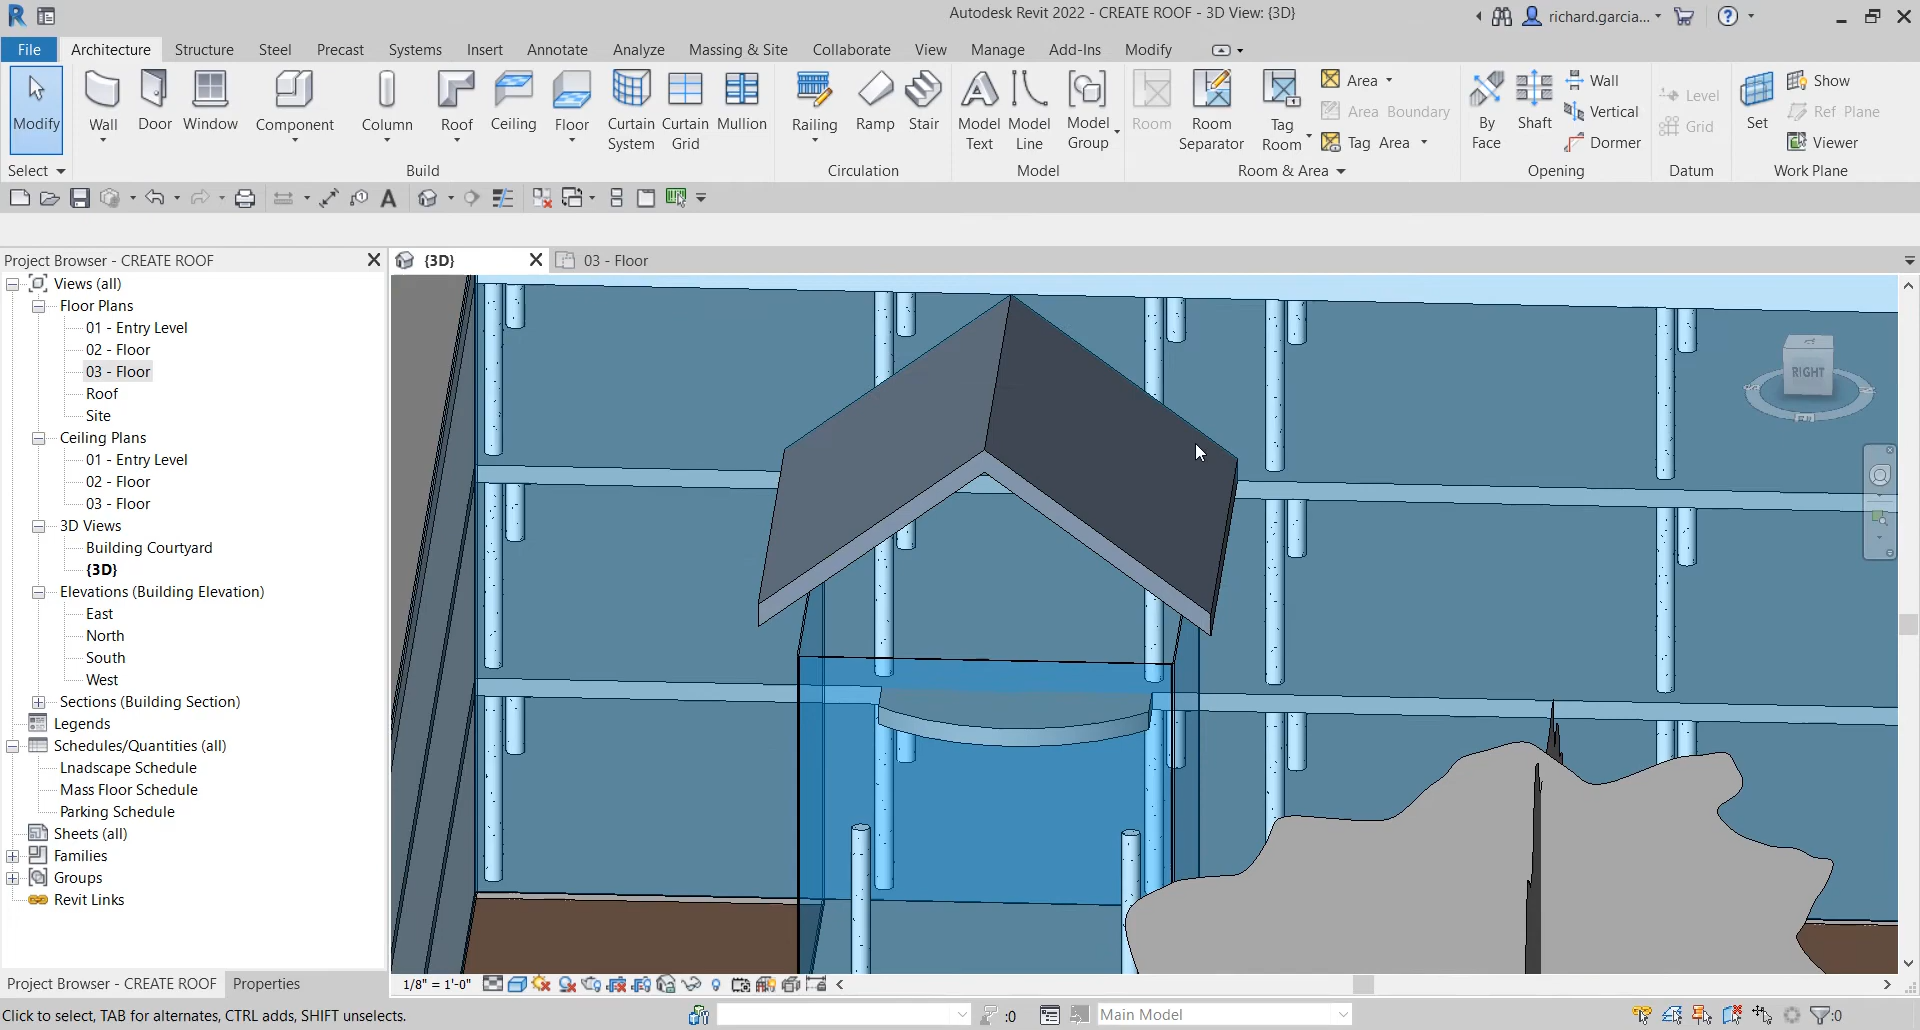 Autodesk Revit 2022 - CREATE ROOF - 3D View: {3D}
richard.garcia...
File Architecture Structure Steel Precast Systems Insert Annotate Analyze Massing & Site Collaborate View Manage Add-Ins Modify
Modify
Wall
Door
Window
Component
Column
Roof
Ceiling
Floor
Curtain System
Curtain Grid
Mullion
Railing
Ramp
Stair
Model Text
Model Line
Model Group
Room
Room Separator
Tag Room
Area
Area Boundary
Tag Area
By Face
Shaft
Wall
Vertical
Dormer
Level
Grid
Set
Show
Ref Plane
Viewer
Select
Build
Circulation
Model
Room & Area
Opening
Datum
Work Plane
Project Browser - CREATE ROOF
{3D}
03 - Floor
Views (all)
Floor Plans
01 - Entry Level
02 - Floor
03 - Floor
Roof
Site
Ceiling Plans
01 - Entry Level
02 - Floor
03 - Floor
3D Views
Building Courtyard
{3D}
Elevations (Building Elevation)
East
North
South
West
Sections (Building Section)
Legends
Schedules/Quantities (all)
Lnadscape Schedule
Mass Floor Schedule
Parking Schedule
Sheets (all)
Families
Groups
Revit Links
RIGHT
Project Browser - CREATE ROOF
Properties
1/8" = 1'-0"
Click to select, TAB for alternates, CTRL adds, SHIFT unselects.
:0
Main Model
:0